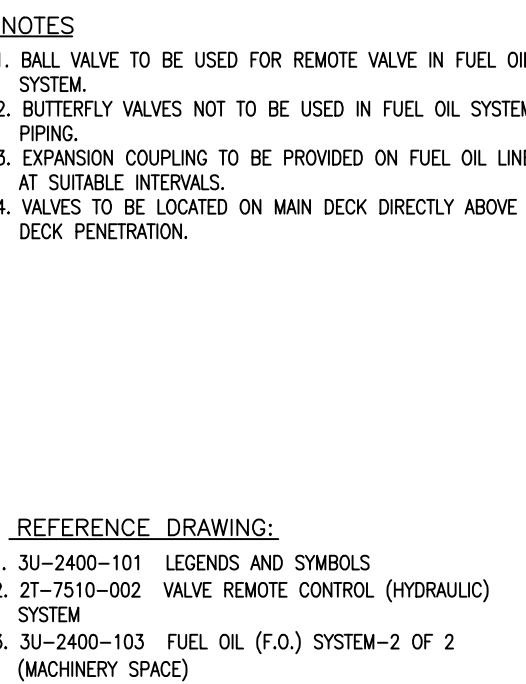 NOTES
1. BALL VALVE TO BE USED FOR REMOTE VALVE IN FUEL OIL
SYSTEM.
2. BUTTERFLY VALVES NOT TO BE USED IN FUEL OIL SYSTEM
PIPING.
3. EXPANSION COUPLING TO BE PROVIDED ON FUEL OIL LINE
AT SUITABLE INTERVALS.
4. VALVES TO BE LOCATED ON MAIN DECK DIRECTLY ABOVE
DECK PENETRATION.
REFERENCE DRAWING:
1. 3U-2400-101 LEGENDS AND SYMBOLS
2. 2T-7510-002 VALVE REMOTE CONTROL (HYDRAULIC)
SYSTEM
3. 3U-2400-103 FUEL OIL (F.O.) SYSTEM-2 OF 2
(MACHINERY SPACE)